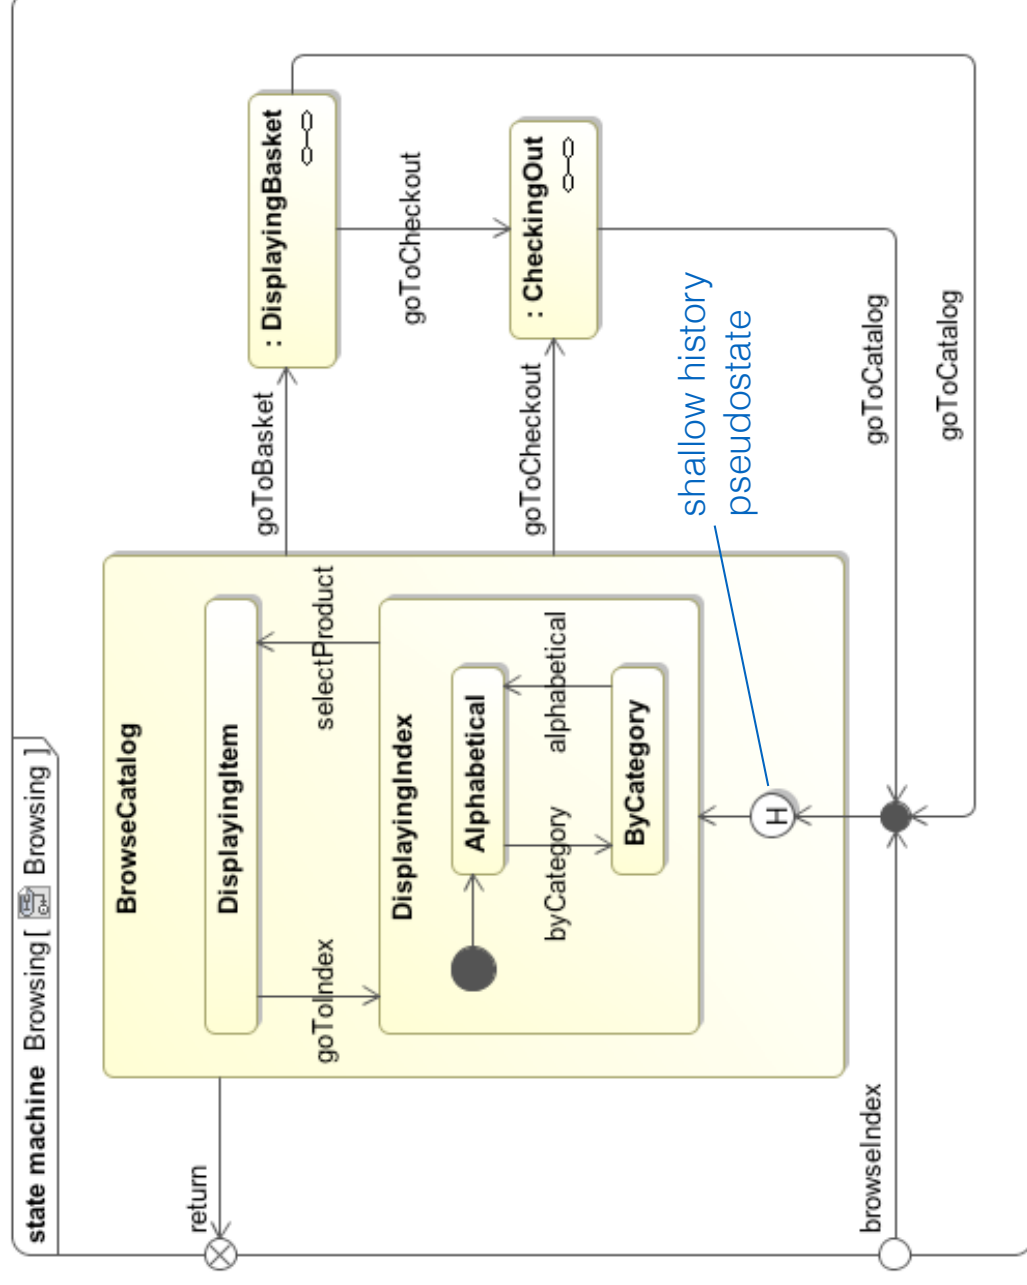 state machine Browsing[ Browsing ]
return
browseIndex
BrowseCatalog
DisplayingItem
goToIndex
selectProduct
DisplayingIndex
Alphabetical
byCategory
alphabetical
ByCategory
H
goToBasket
goToCheckout
: DisplayingBasket
goToCheckout
: CheckingOut
shallow history
pseudostate
goToCatalog
goToCatalog